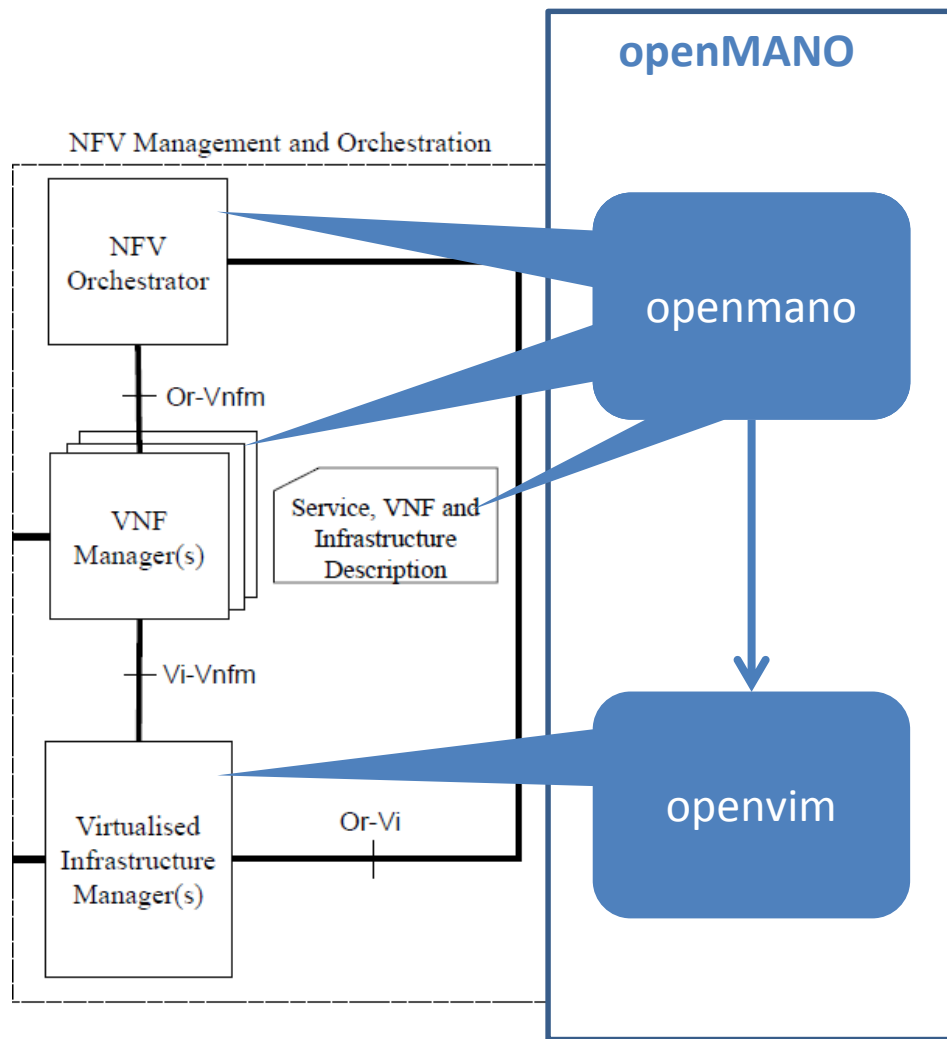 openMANO
NFV Management and Orchestration
NFV
Orchestrator
openmano
Or-Vnfm
VNF
Manager(s)
Service, VNF and
Infrastructure
Description
Vi-Vnfm
Virtualised
Infrastructure
Manager(s)
Or-Vi
openvim